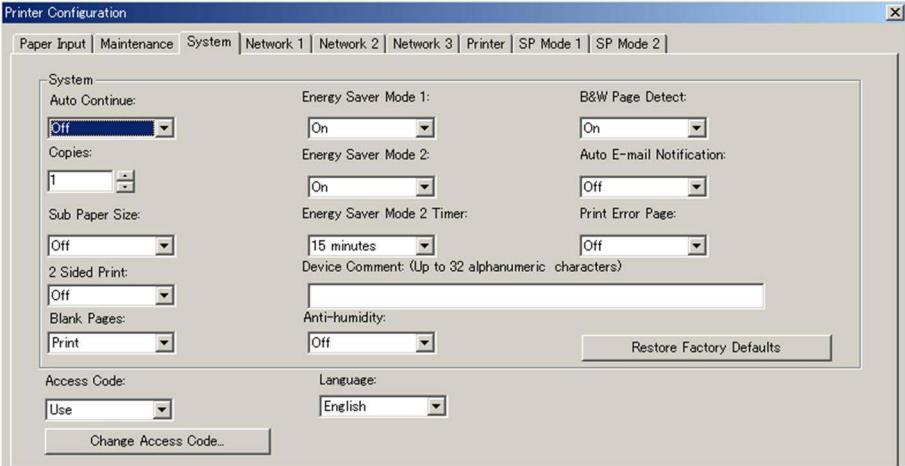 Printer Configuration
Paper Input Maintenance System Network 1 Network 2 Network 3 Printer SP Mode 1 SP Mode 2
System
Auto Continue: Energy Saver Mode 1: B&W Page Detect:
Off On On
Copies: Energy Saver Mode 2: Auto E-mail Notification:
1 On Off
Sub Paper Size: Energy Saver Mode 2 Timer: Print Error Page:
Off 15 minutes Off
2 Sided Print: Device Comment: (Up to 32 alphanumeric characters)
Off
Blank Pages: Anti-humidity:
Print Off Restore Factory Defaults
Access Code: Language:
Use English
Change Access Code...